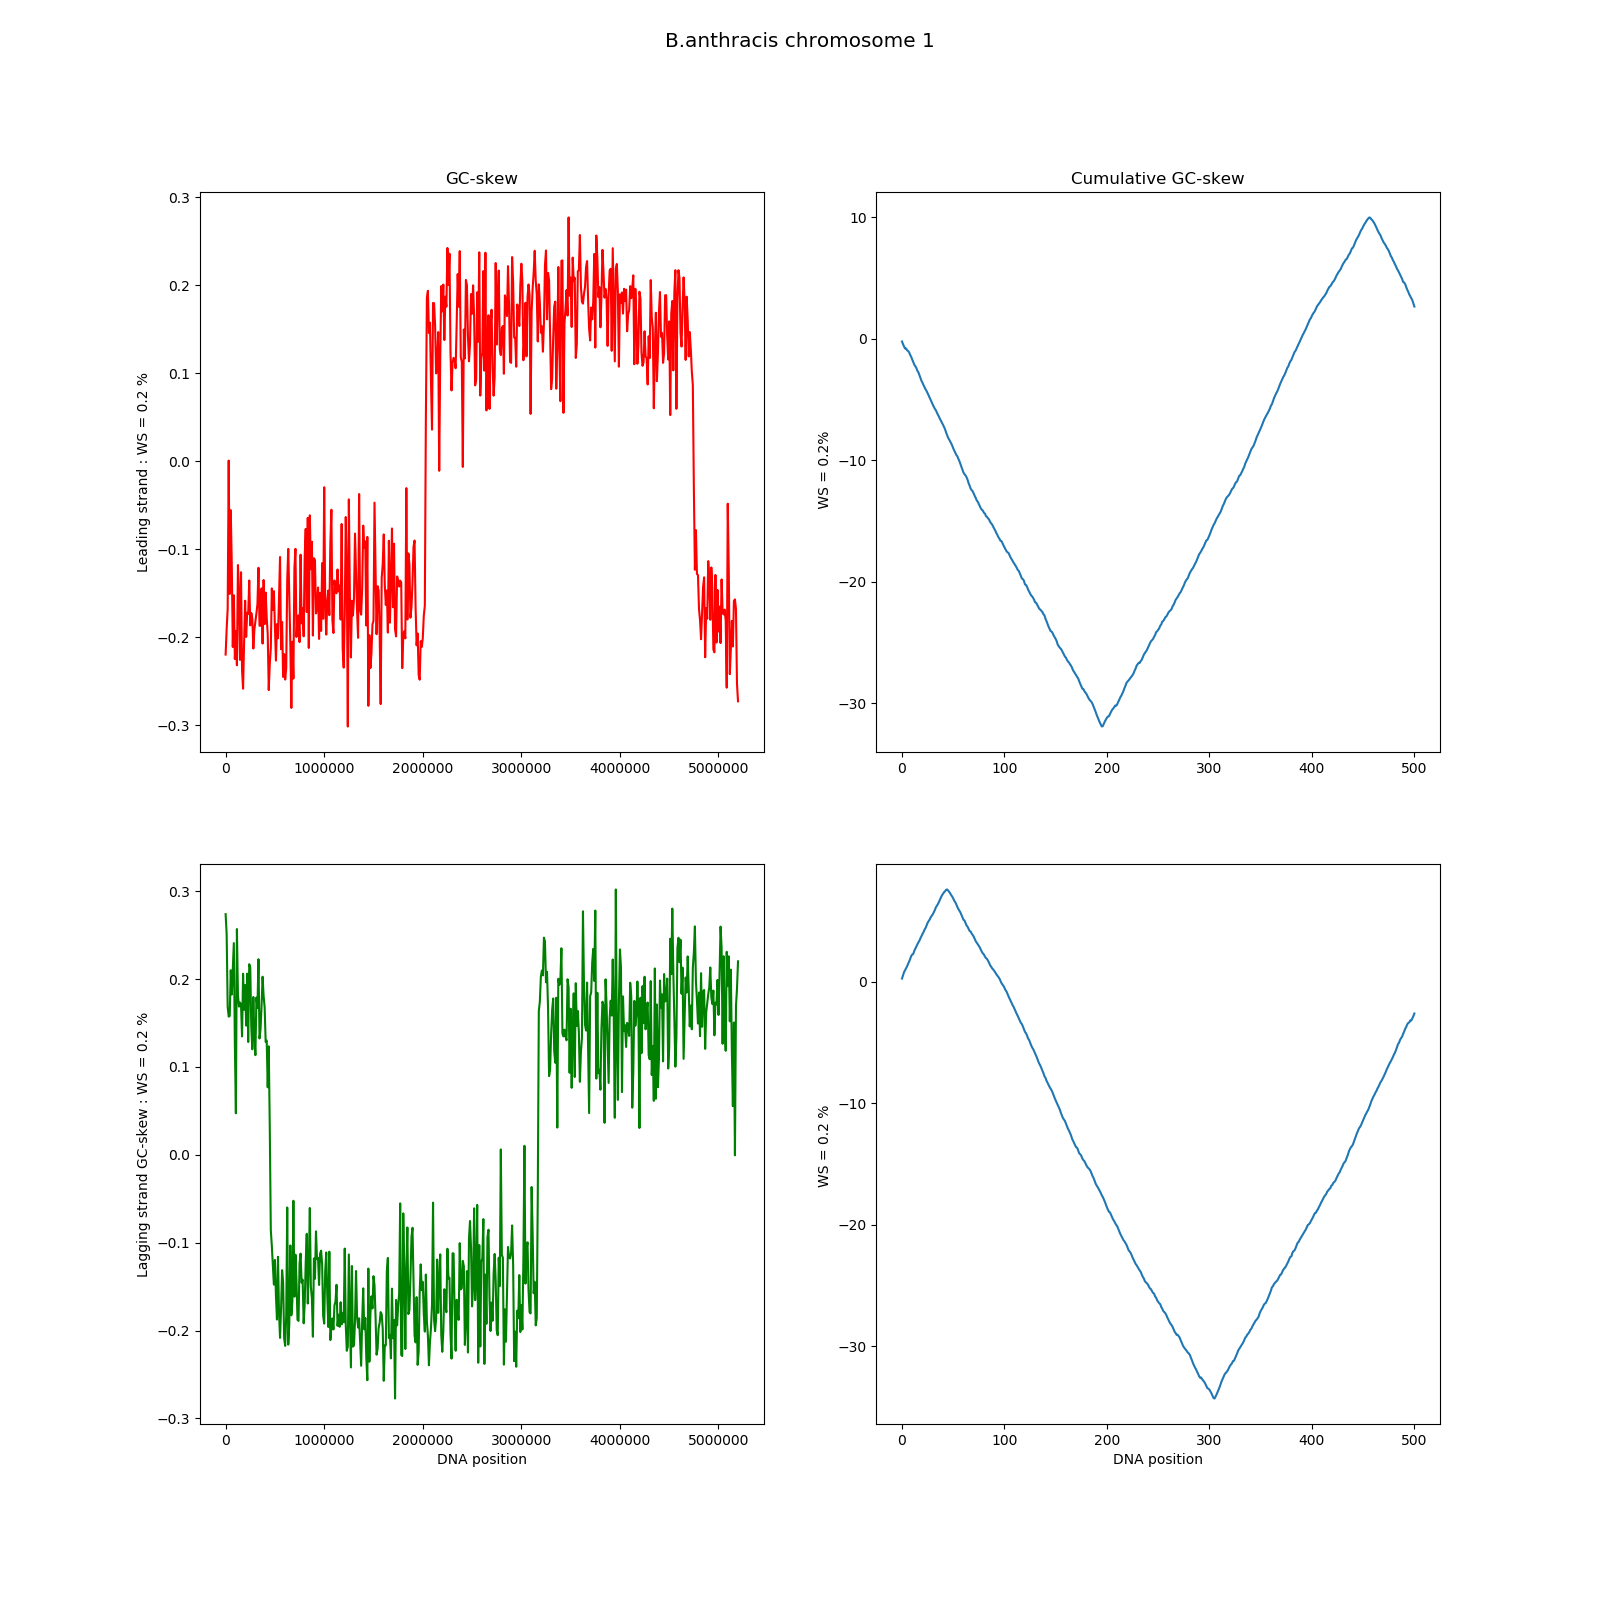 B.anthracis chromosome 1
GC-skew
Leading strand : WS = 0.2 %
0.3
0.2
0.1
0.0
−0.1
−0.2
−0.3
0 1000000 2000000 3000000 4000000 5000000
Cumulative GC-skew
WS = 0.2%
10
0
−10
−20
−30
0 100 200 300 400 500
Lagging strand GC-skew : WS = 0.2 %
0.3
0.2
0.1
0.0
−0.1
−0.2
−0.3
0 1000000 2000000 3000000 4000000 5000000
DNA position
WS = 0.2 %
0
−10
−20
−30
0 100 200 300 400 500
DNA position